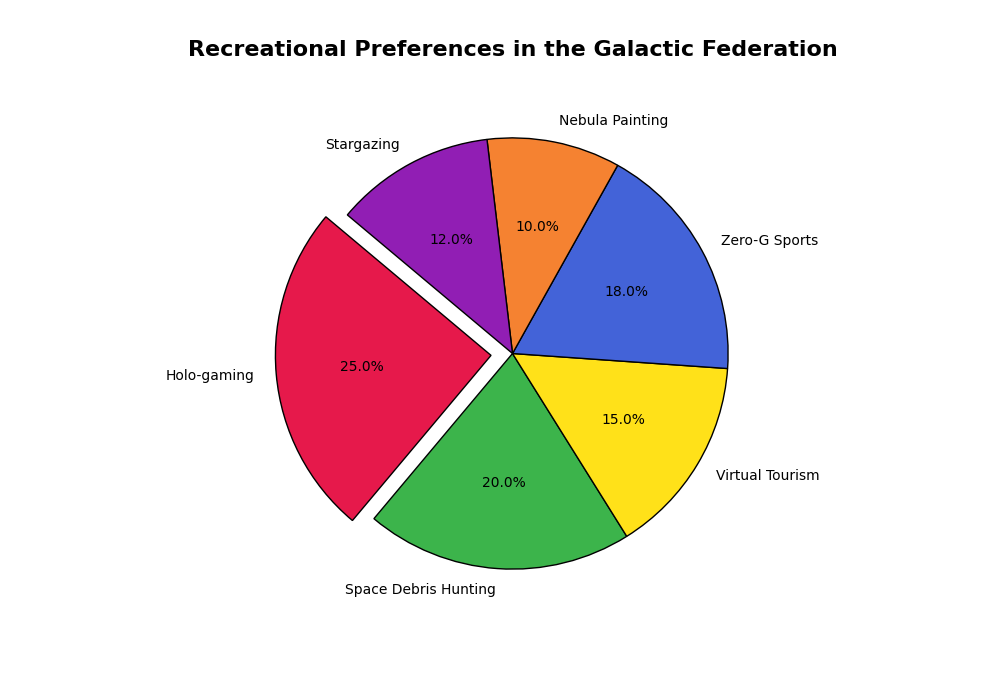 Recreational Preferences in the Galactic Federation
Nebula Painting
Stargazing
10.0%
12.0%
Zero-G Sports
18.0%
Holo-gaming
25.0%
15.0%
Virtual Tourism
20.0%
Space Debris Hunting